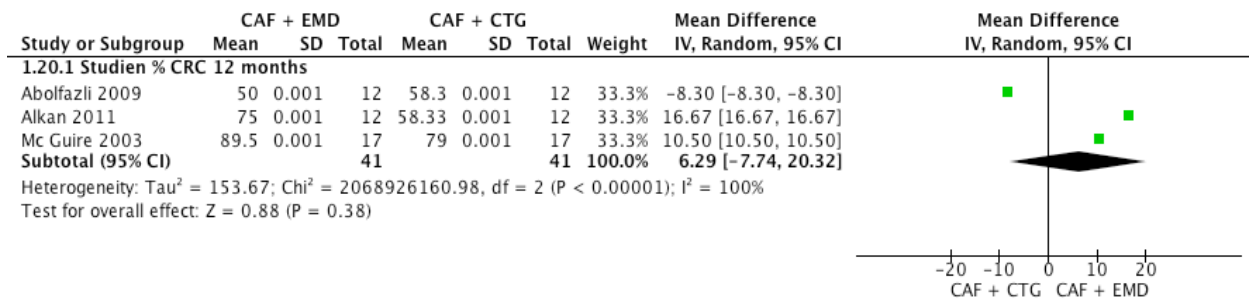 CAF + EMD CAF + CTG Mean Difference Mean Difference
Study or Subgroup Mean SD Total Mean SD Total Weight IV, Random, 95% CI IV, Random, 95% CI
1.20.1 Studien % CRC 12 months
Abolfazli 2009 50 0.001 12 58.3 0.001 12 33.3% -8.30 [-8.30, -8.30]
Alkan 2011 75 0.001 12 58.33 0.001 12 33.3% 16.67 [16.67, 16.67]
Mc Guire 2003 89.5 0.001 17 79 0.001 17 33.3% 10.50 [10.50, 10.50]
Subtotal (95% CI) 41 41 100.0% 6.29 [-7.74, 20.32]
Heterogeneity: Tau² = 153.67; Chi² = 2068926160.98, df = 2 (P < 0.00001); I² = 100%
Test for overall effect: Z = 0.88 (P = 0.38)
-20 -10 0 10 20
CAF + CTG CAF + EMD